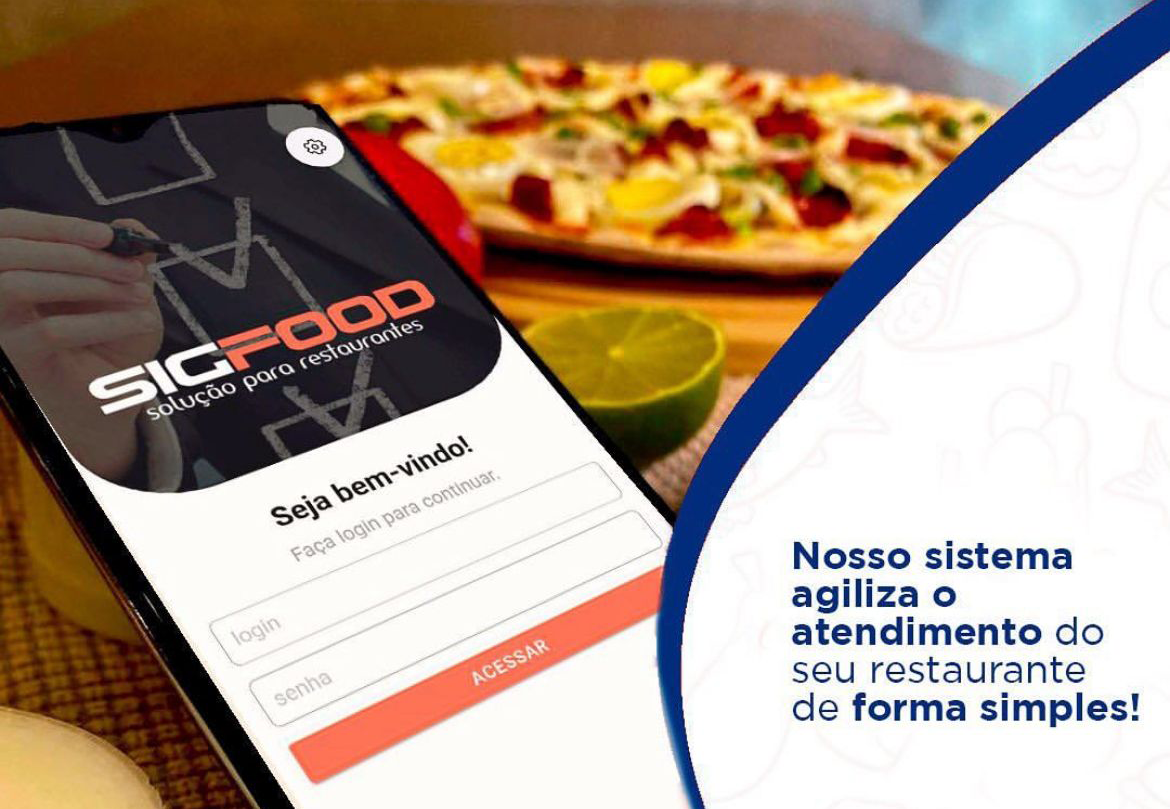 SIGFOOD
solução para restaurantes
Seja bem-vindo!
Faça login para continuar.
login
senha
ACESSAR
Nosso sistema
agiliza o
atendimento do
seu restaurante
de forma simples!